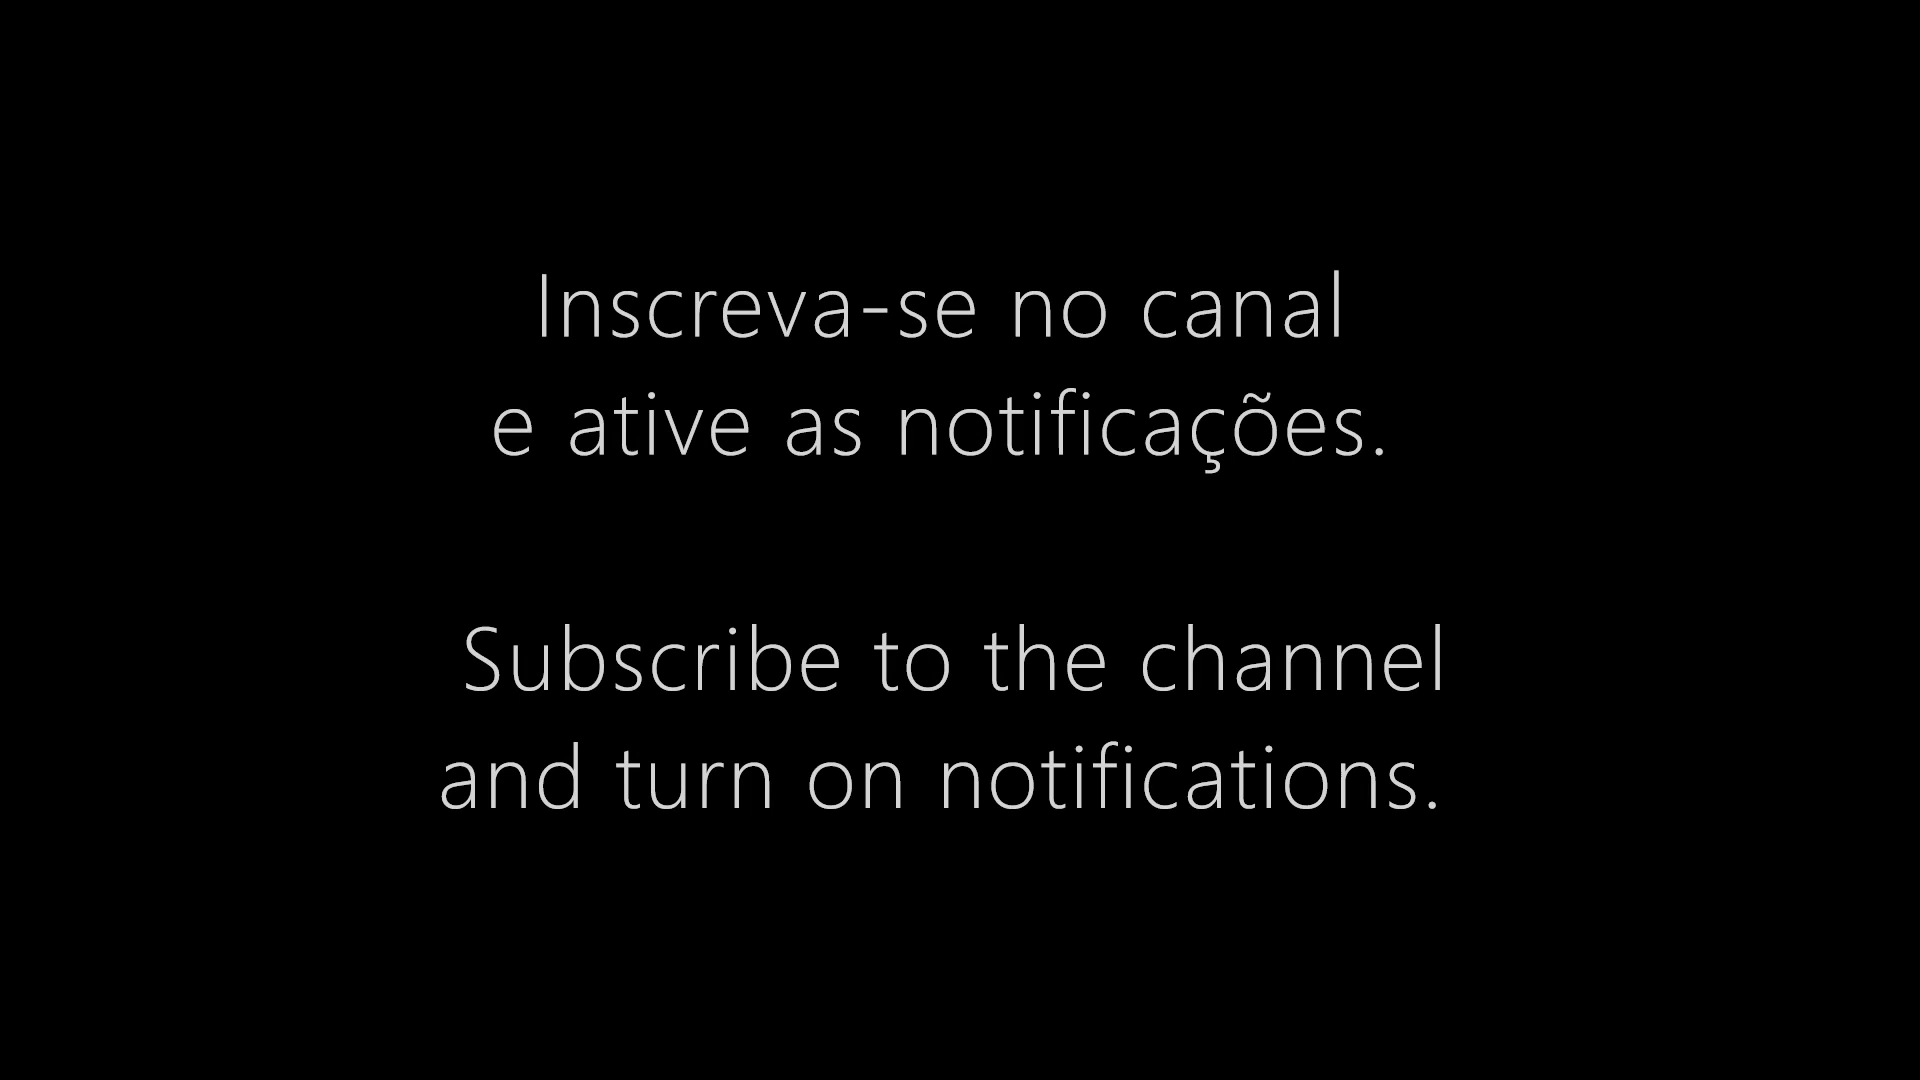 Inscreva-se no canal
e ative as notificações.
Subscribe to the channel
and turn on notifications.